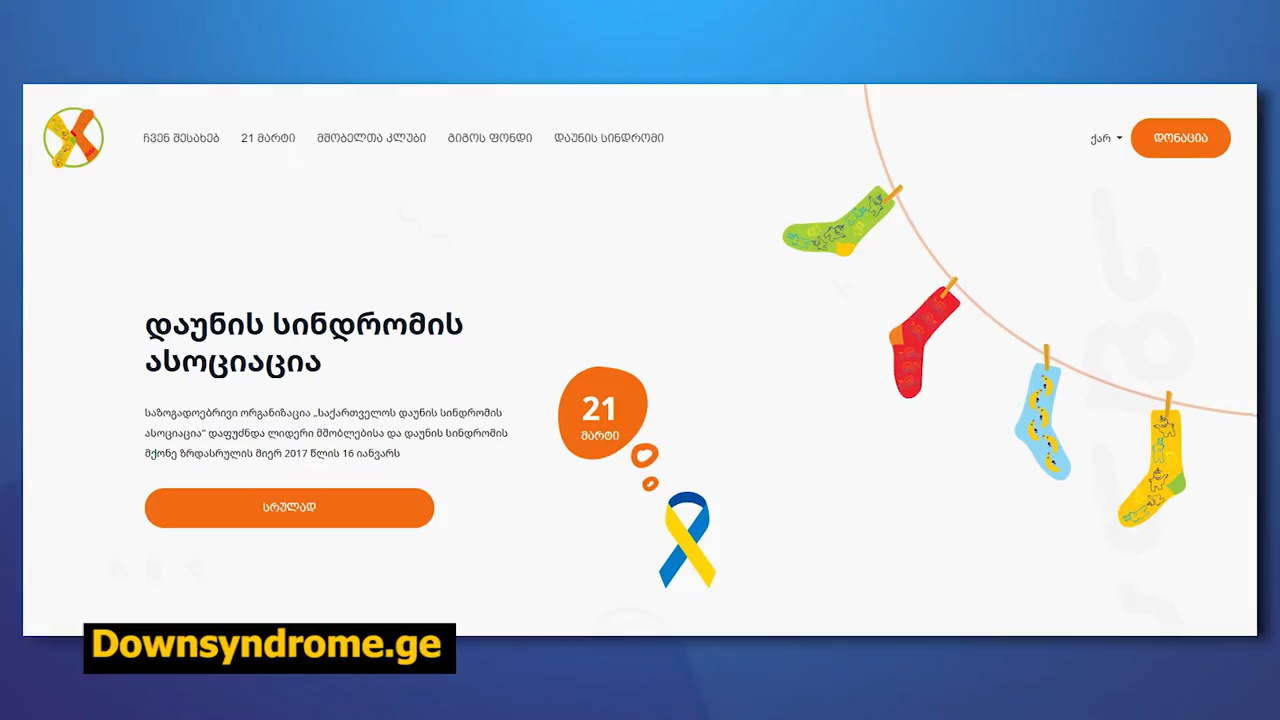 ჩვენ შესახებ 21 მარტი მშობელთა კლუბი გიგოს ფონდი დაუნის სინდრომი ქარ დონაცია
დაუნის სინდრომის
ასოციაცია
საზოგადოებრივი ორგანიზაცია „საქართველოს დაუნის სინდრომის
ასოციაცია“ დაფუძნდა ლიდერი მშობლებისა და დაუნის სინდრომის
მქონე ზრდასრულის მიერ 2017 წლის 16 იანვარს
21
მარტი
სრულად
Downsyndrome.ge